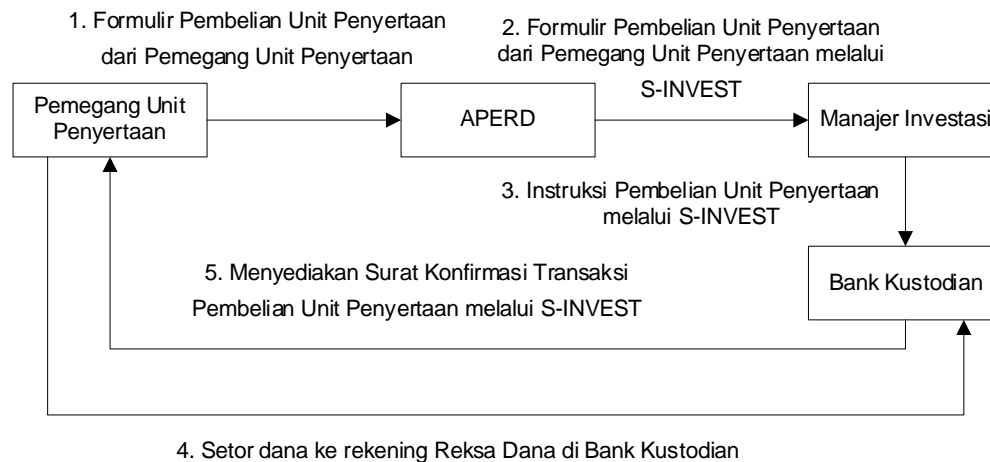 1. Formulir Pembelian Unit Penyertaan
dari Pemegang Unit Penyertaan
2. Formulir Pembelian Unit Penyertaan
dari Pemegang Unit Penyertaan melalui
S-INVEST
Pemegang Unit
Penyertaan
APERD
Manajer Investasi
3. Instruksi Pembelian Unit Penyertaan
melalui S-INVEST
5. Menyediakan Surat Konfirmasi Transaksi
Pembelian Unit Penyertaan melalui S-INVEST
Bank Kustodian
4. Setor dana ke rekening Reksa Dana di Bank Kustodian